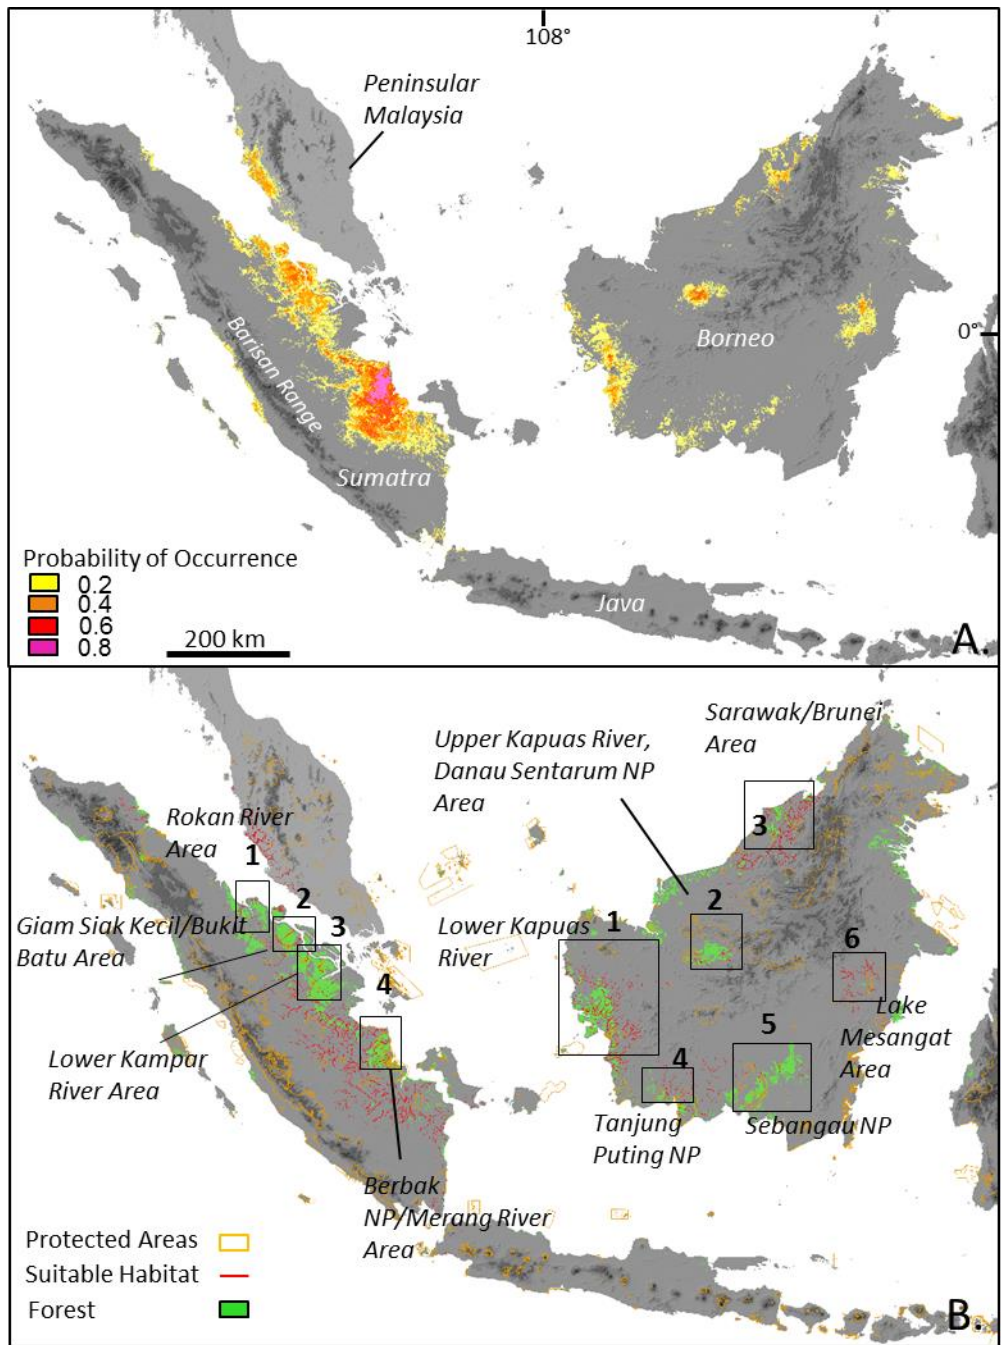 108°
Peninsular
Malaysia
0°
Borneo
Barisan Range
Sumatra
Probability of Occurrence
0.2
0.4
0.6
0.8
200 km
Java
A.
Sarawak/Brunei
Area
Upper Kapuas River,
Danau Sentarum NP
Area
3
Rokan River
Area
1
2
3
Giam Siak Kecil/Bukit
Batu Area
4
Lower Kapuas
River
1
2
6
Lake
Mesangat
Area
5
4
Lower Kampar
River Area
Tanjung
Puting NP
Sebangau NP
Berbak
NP/Merang River
Area
Protected Areas
Suitable Habitat
Forest
B.